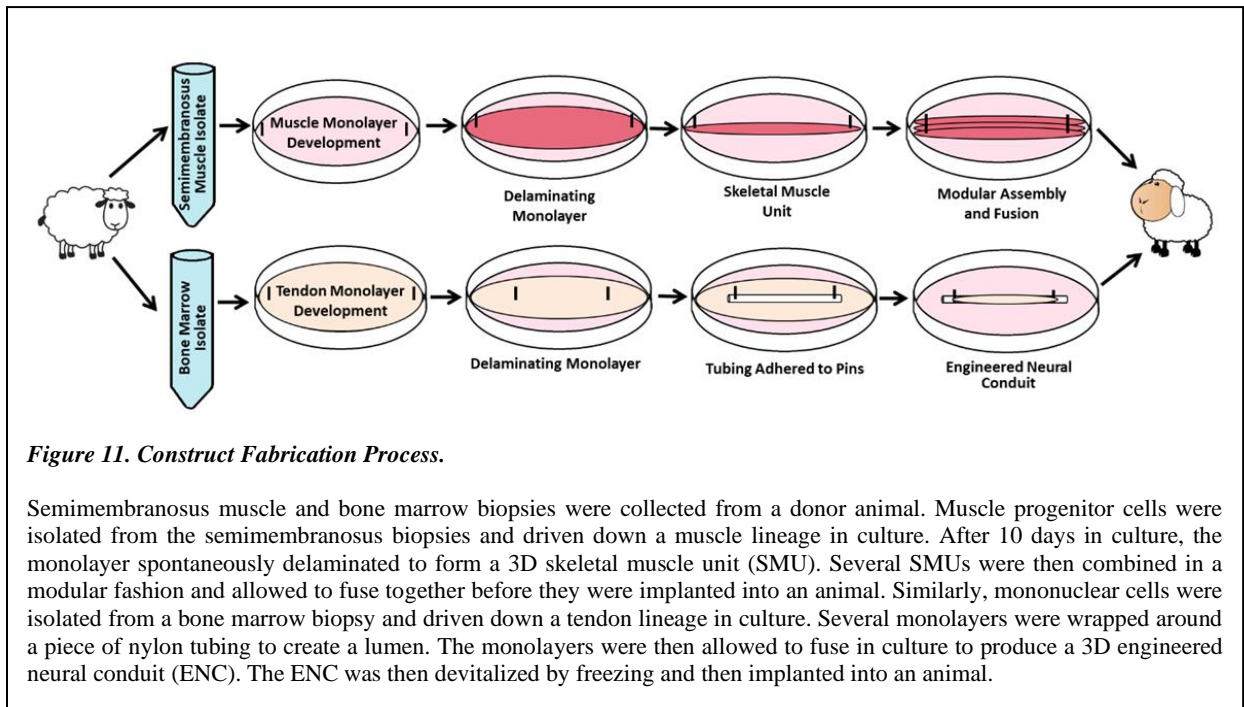 Semimembranosus
Muscle Isolate
Muscle Monolayer
Development
Delaminating
Monolayer
Skeletal Muscle
Unit
Modular Assembly
and Fusion
Bone Marrow
Isolate
Tendon Monolayer
Development
Delaminating Monolayer
Tubing Adhered to Pins
Engineered Neural
Conduit
Figure 11. Construct Fabrication Process.
Semimembranosus muscle and bone marrow biopsies were collected from a donor animal. Muscle progenitor cells were
isolated from the semimembranosus biopsies and driven down a muscle lineage in culture. After 10 days in culture, the
monolayer spontaneously delaminated to form a 3D skeletal muscle unit (SMU). Several SMUs were then combined in a
modular fashion and allowed to fuse together before they were implanted into an animal. Similarly, mononuclear cells were
isolated from a bone marrow biopsy and driven down a tendon lineage in culture. Several monolayers were wrapped around
a piece of nylon tubing to create a lumen. The monolayers were then allowed to fuse in culture to produce a 3D engineered
neural conduit (ENC). The ENC was then devitalized by freezing and then implanted into an animal.